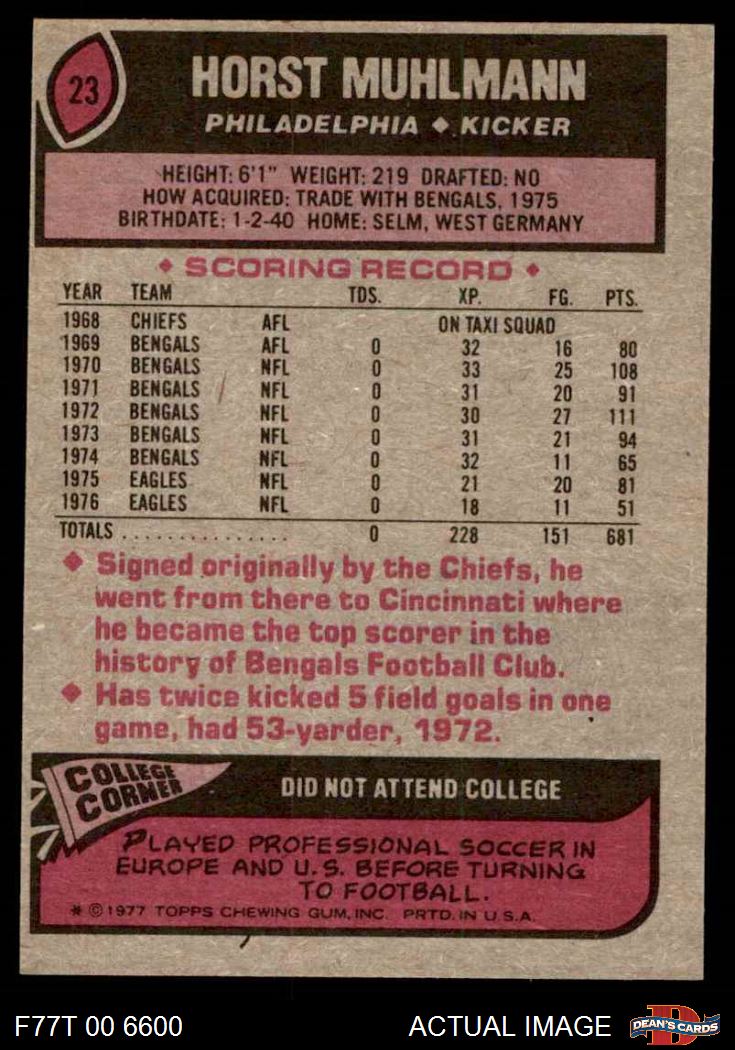 23
HORST MUHLMANN
PHILADELPHIA ◆ KICKER
HEIGHT: 6'1" WEIGHT: 219 DRAFTED: NO
HOW ACQUIRED: TRADE WITH BENGALS, 1975
BIRTHDATE: 1-2-40 HOME: SELM, WEST GERMANY
◆ SCORING RECORD ◆
YEAR TEAM TDS. XP. FG. PTS.
1968 CHIEFS AFL ON TAXI SQUAD
1969 BENGALS AFL 0 32 16 80
1970 BENGALS NFL 0 33 25 108
1971 BENGALS NFL 0 31 20 91
1972 BENGALS NFL 0 30 27 111
1973 BENGALS NFL 0 31 21 94
1974 BENGALS NFL 0 32 11 65
1975 EAGLES NFL 0 21 20 81
1976 EAGLES NFL 0 18 11 51
TOTALS . . . . . . . . . . . . . . . 0 228 151 681
◆ Signed originally by the Chiefs, he
went from there to Cincinnati where
he became the top scorer in the
history of Bengals Football Club.
◆ Has twice kicked 5 field goals in one
game, had 53-yarder, 1972.
COLLEGE
CORNER
DID NOT ATTEND COLLEGE
PLAYED PROFESSIONAL SOCCER IN
EUROPE AND U.S. BEFORE TURNING
TO FOOTBALL.
* © 1977 TOPPS CHEWING GUM, INC. PRTD. IN U.S.A.
F77T 00 6600
ACTUAL IMAGE
D
DEAN'S CARDS